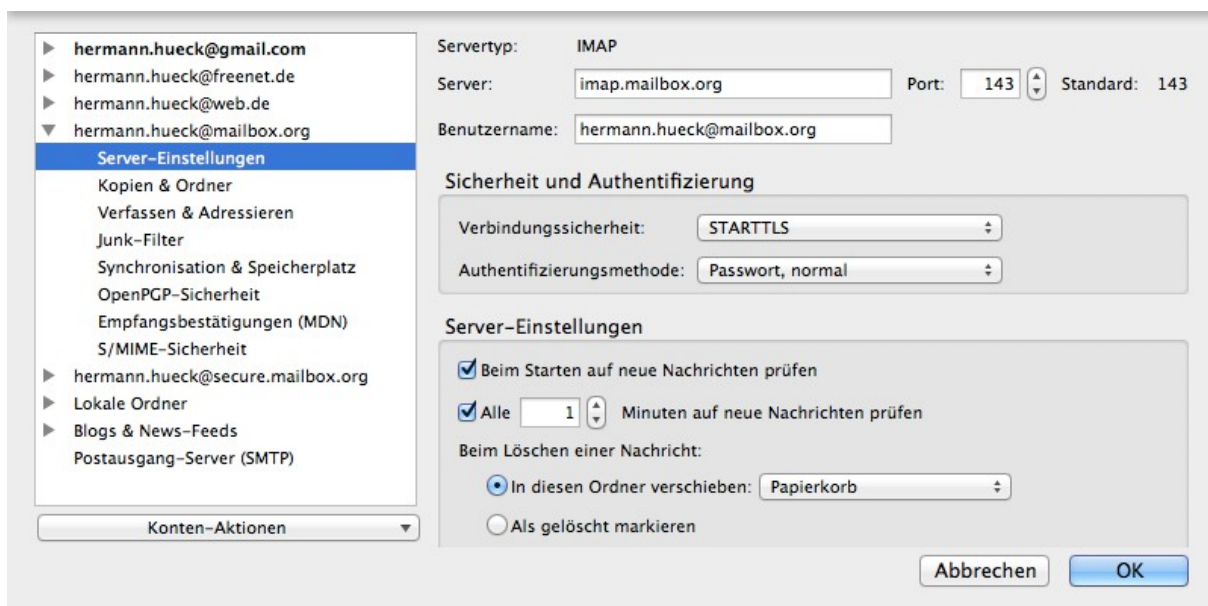 hermann.hueck@gmail.com
hermann.hueck@freenet.de
hermann.hueck@web.de
hermann.hueck@mailbox.org
Server-Einstellungen
Kopien & Ordner
Verfassen & Adressieren
Junk-Filter
Synchronisation & Speicherplatz
OpenPGP-Sicherheit
Empfangsbestätigungen (MDN)
S/MIME-Sicherheit
hermann.hueck@secure.mailbox.org
Lokale Ordner
Blogs & News-Feeds
Postausgang-Server (SMTP)
Konten-Aktionen
Servertyp: IMAP
Server: imap.mailbox.org Port: 143 Standard: 143
Benutzername: hermann.hueck@mailbox.org
Sicherheit und Authentifizierung
Verbindungssicherheit: STARTTLS
Authentifizierungsmethode: Passwort, normal
Server-Einstellungen
Beim Starten auf neue Nachrichten prüfen
Alle 1 Minuten auf neue Nachrichten prüfen
Beim Löschen einer Nachricht:
In diesen Ordner verschieben: Papierkorb
Als gelöscht markieren
Abbrechen OK